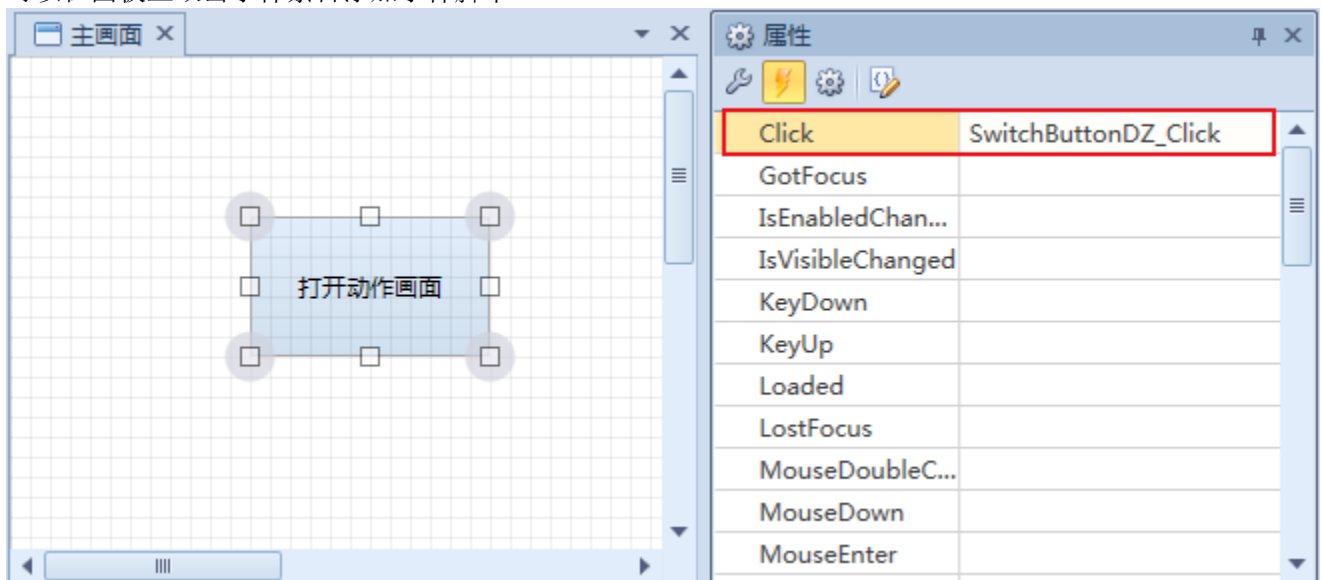 主画面
属性
打开动作画面
Click SwitchButtonDZ_Click
GotFocus
IsEnabledChan...
IsVisibleChanged
KeyDown
KeyUp
Loaded
LostFocus
MouseDoubleC...
MouseDown
MouseEnter